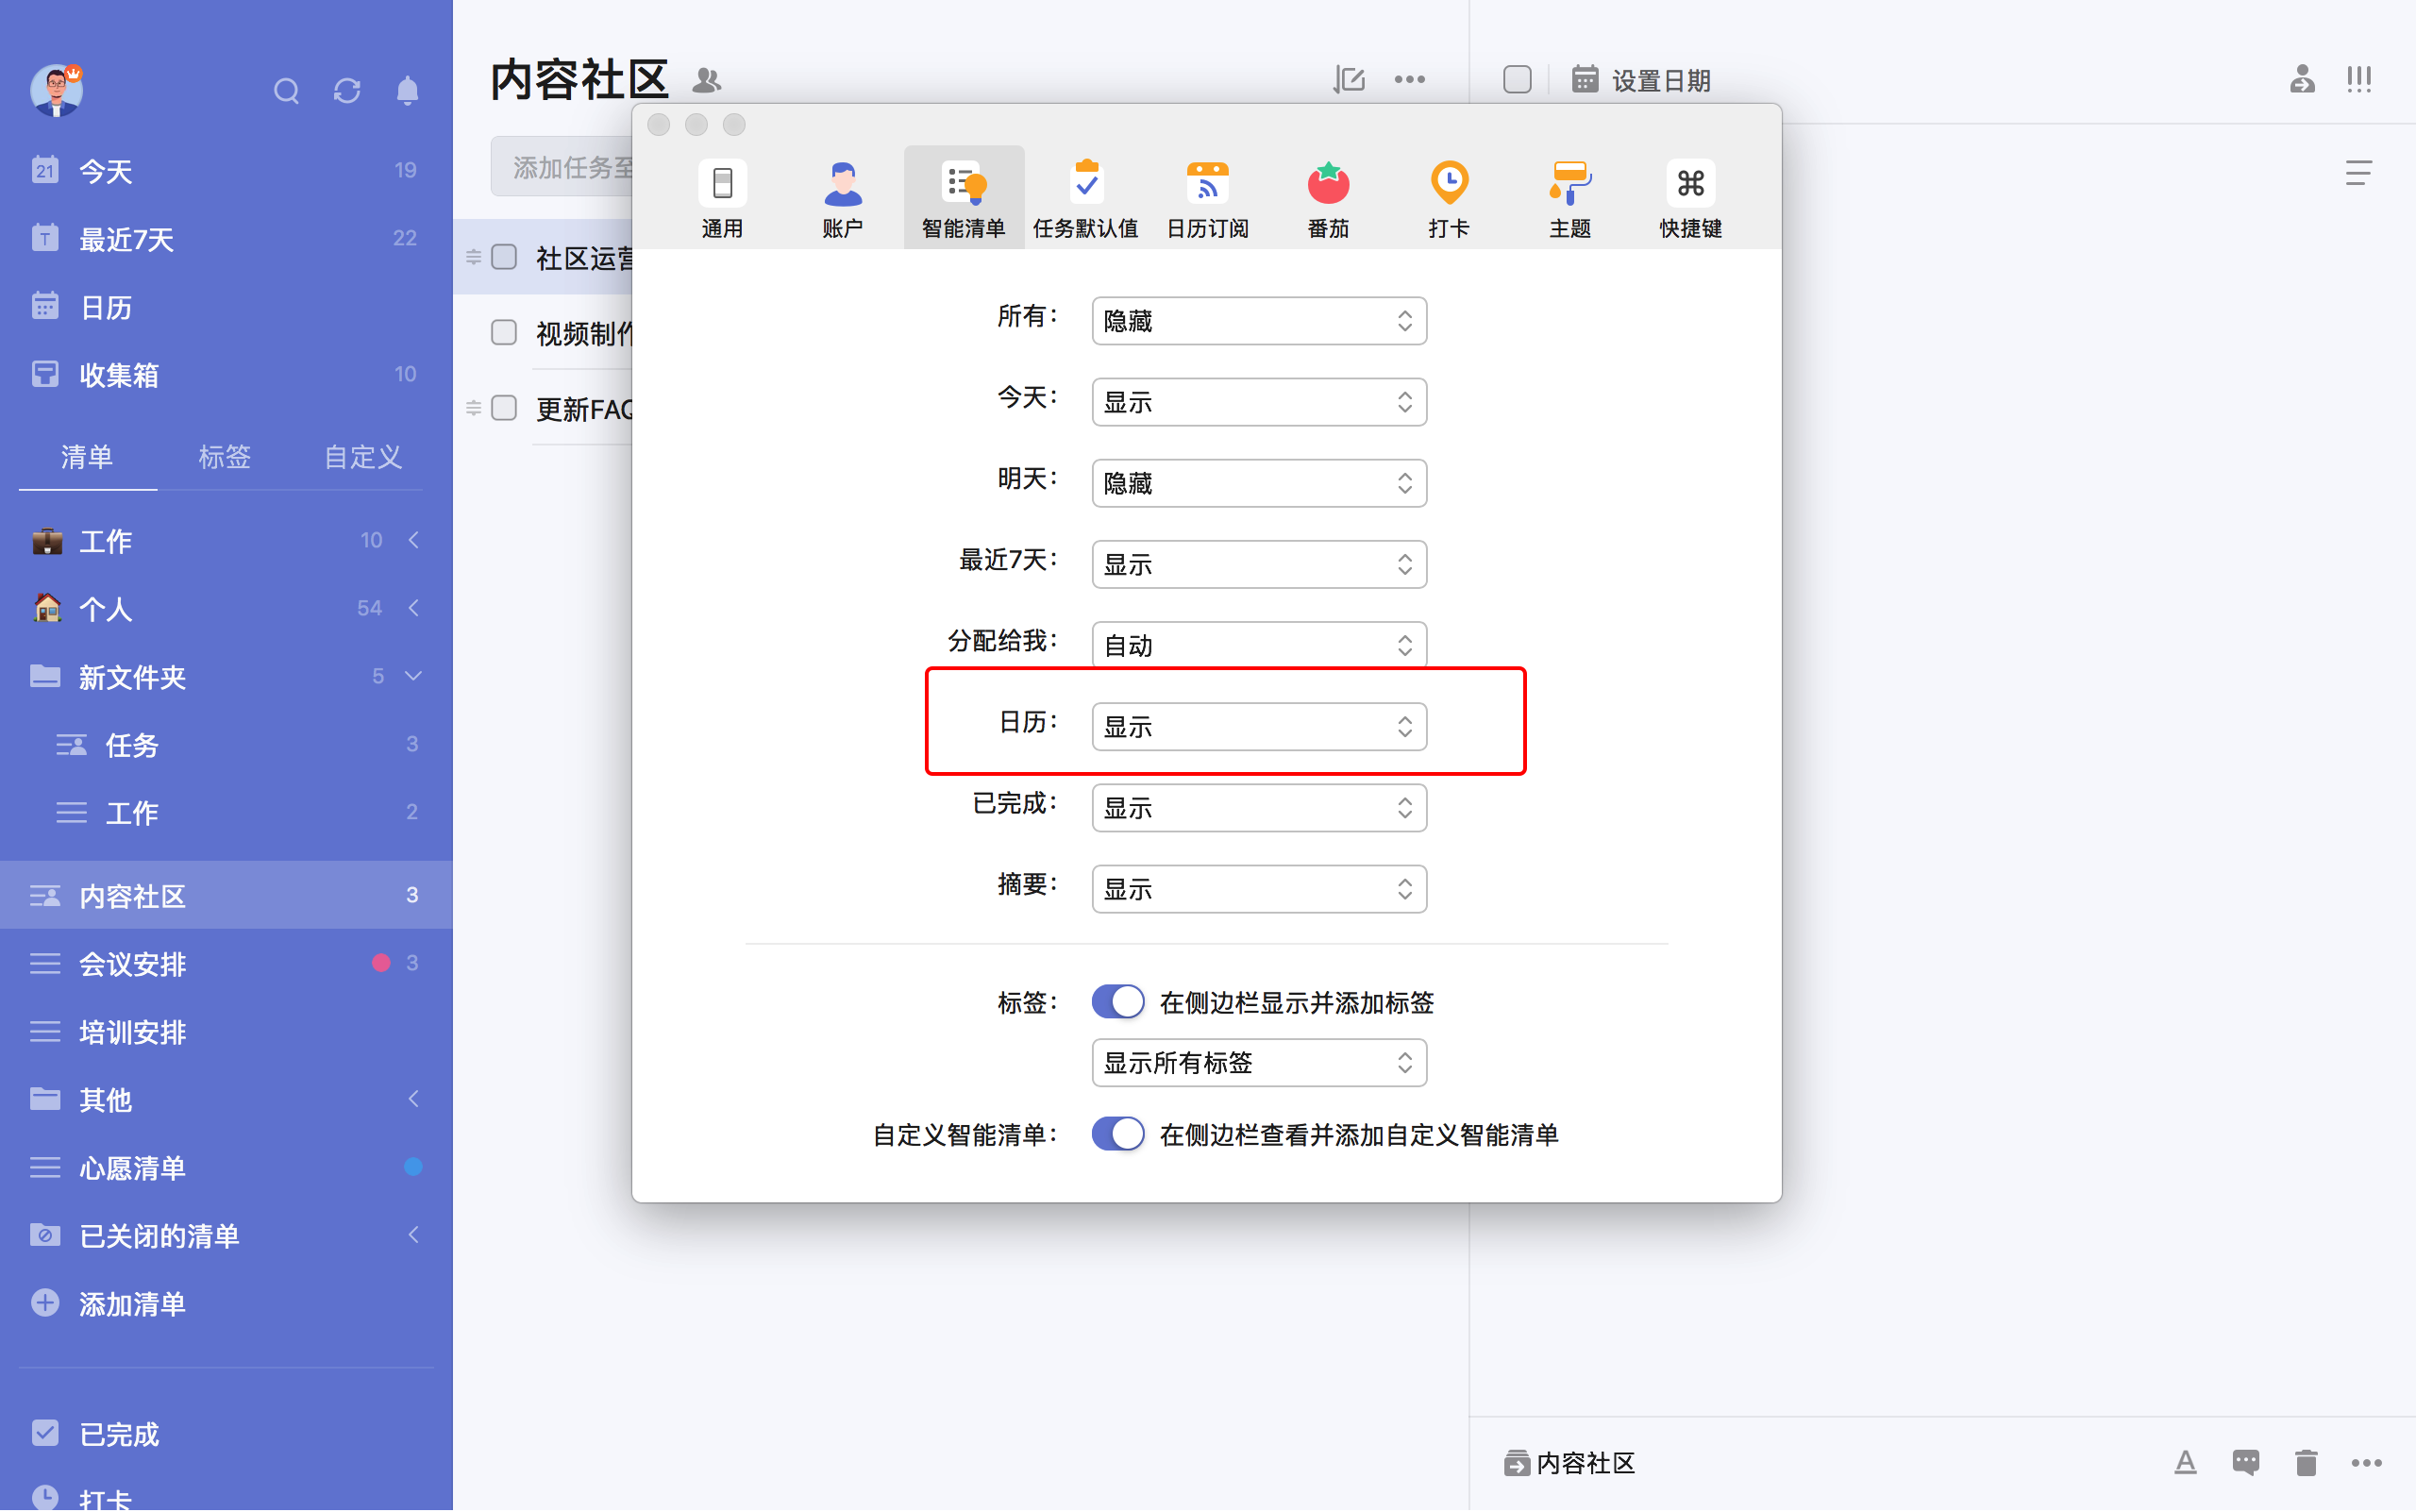 21
今天
19
T
最近7天
22
日历
收集箱
10
清单
标签
自定义
工作
10
个人
54
新文件夹
5
任务
3
工作
2
内容社区
3
会议安排
3
培训安排
其他
心愿清单
已关闭的清单
添加清单
已完成
打卡
内容社区
添加任务至
社区运营
视频制作
更新FAQ
设置日期
通用
账户
智能清单
任务默认值
日历订阅
番茄
打卡
主题
快捷键
所有：
隐藏
今天：
显示
明天：
隐藏
最近7天：
显示
分配给我：
自动
日历：
显示
已完成：
显示
摘要：
显示
标签：
在侧边栏显示并添加标签
显示所有标签
自定义智能清单：
在侧边栏查看并添加自定义智能清单
内容社区
A